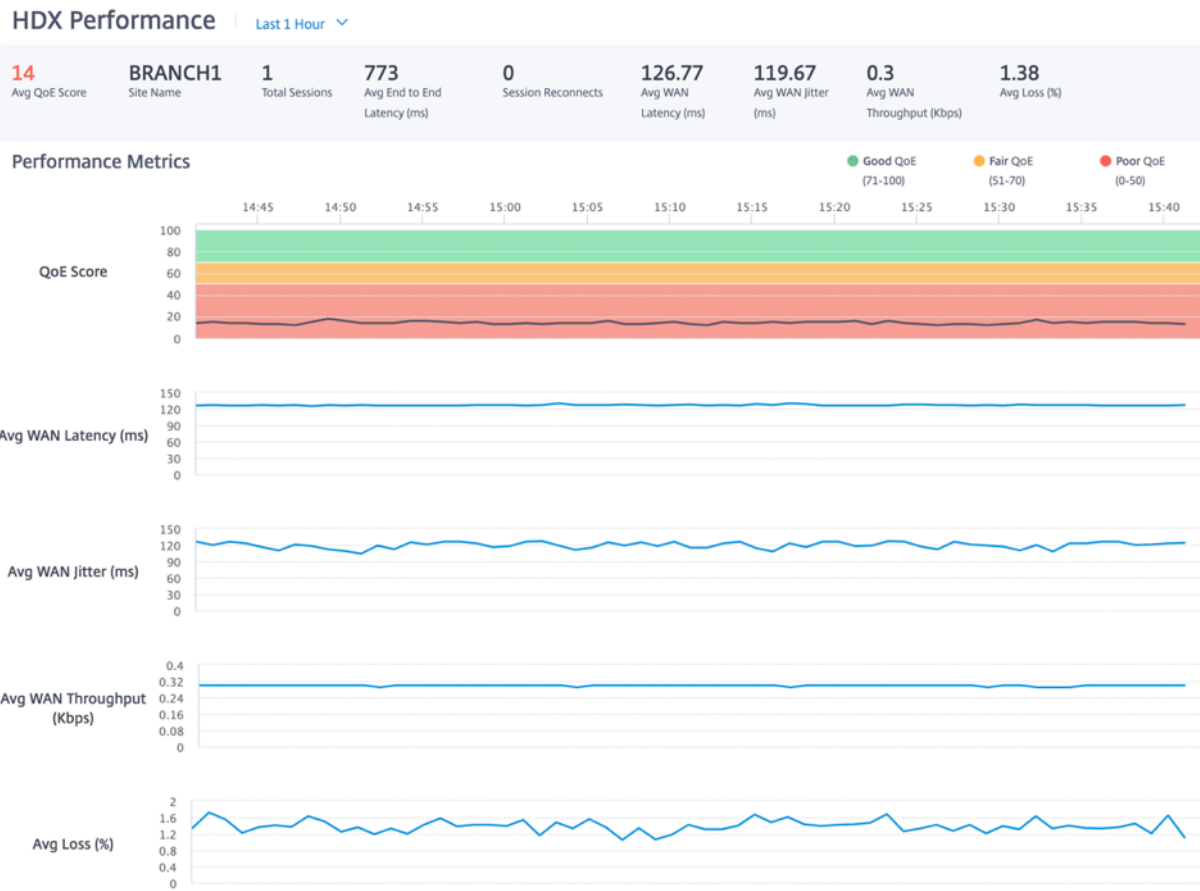 HDX Performance Last 1 Hour
14 BRANCH1 1 773 0 126.77 119.67 0.3 1.38
Avg QoE Score Site Name Total Sessions Avg End to End Session Reconnects Avg WAN Avg WAN Jitter Avg WAN Avg Loss (%)
Latency (ms) Latency (ms) (ms) Throughput (Kbps)
Performance Metrics Good QoE Fair QoE Poor QoE
(71-100) (51-70) (0-50)
14:45 14:50 14:55 15:00 15:05 15:10 15:15 15:20 15:25 15:30 15:35 15:40
100
80
QoE Score
60
40
20
0
150
120
90
Avg WAN Latency (ms)
60
30
0
150
120
90
Avg WAN Jitter (ms)
60
30
0
0.4
0.32
Avg WAN Throughput 0.24
(Kbps) 0.16
0.08
0
2
1.6
1.2
Avg Loss (%)
0.8
0.4
0